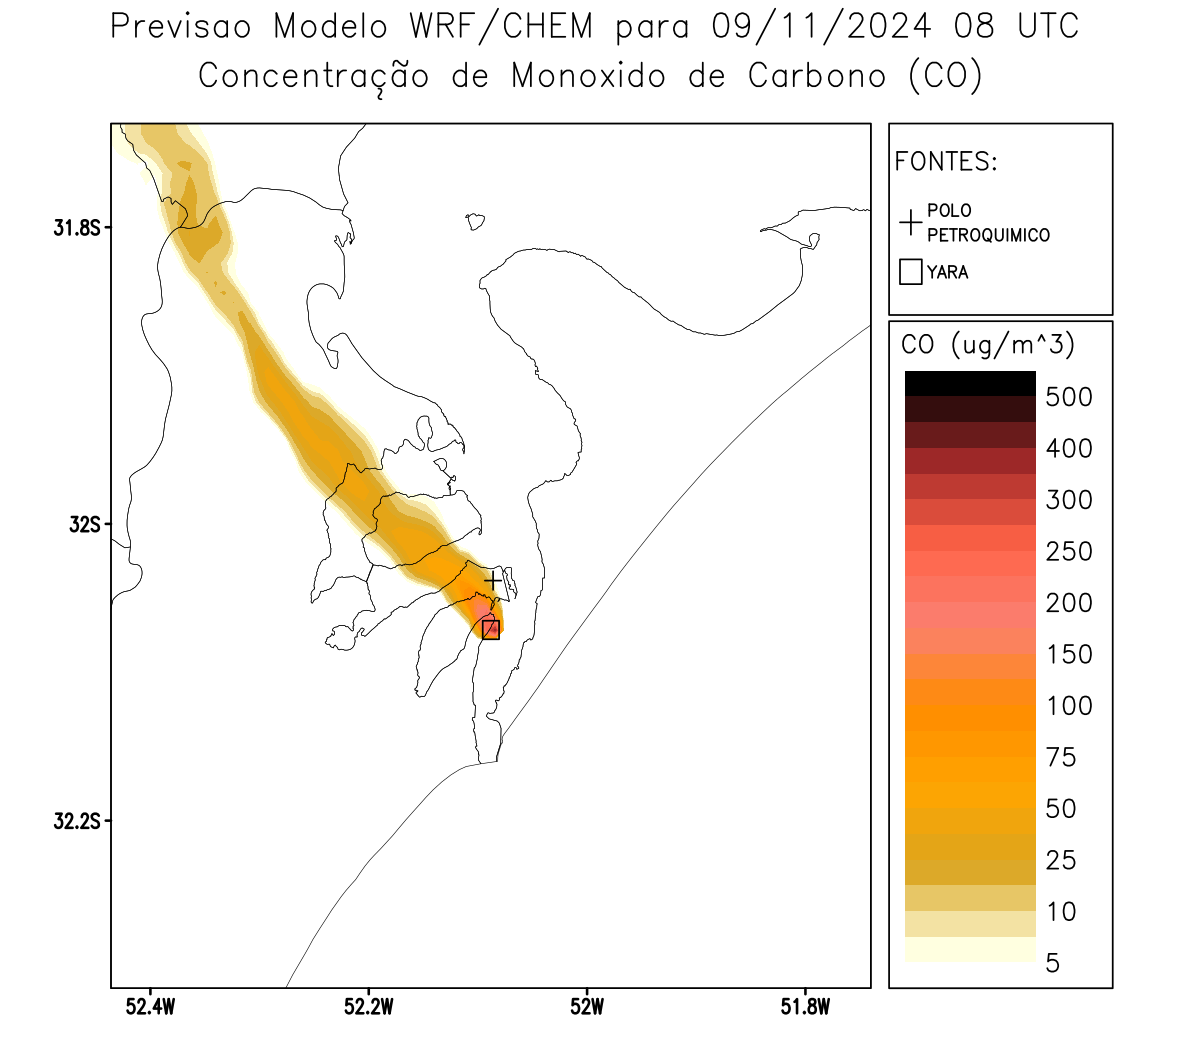 Previsao Modelo WRF/CHEM para 09/11/2024 08 UTC
Concentração de Monoxido de Carbono (CO)
FONTES:
POLO
PETROQUIMICO
YARA
CO (ug/m^3)
500
400
300
250
200
150
100
75
50
25
10
5
31.8S
32S
32.2S
52.4W
52.2W
52W
51.8W